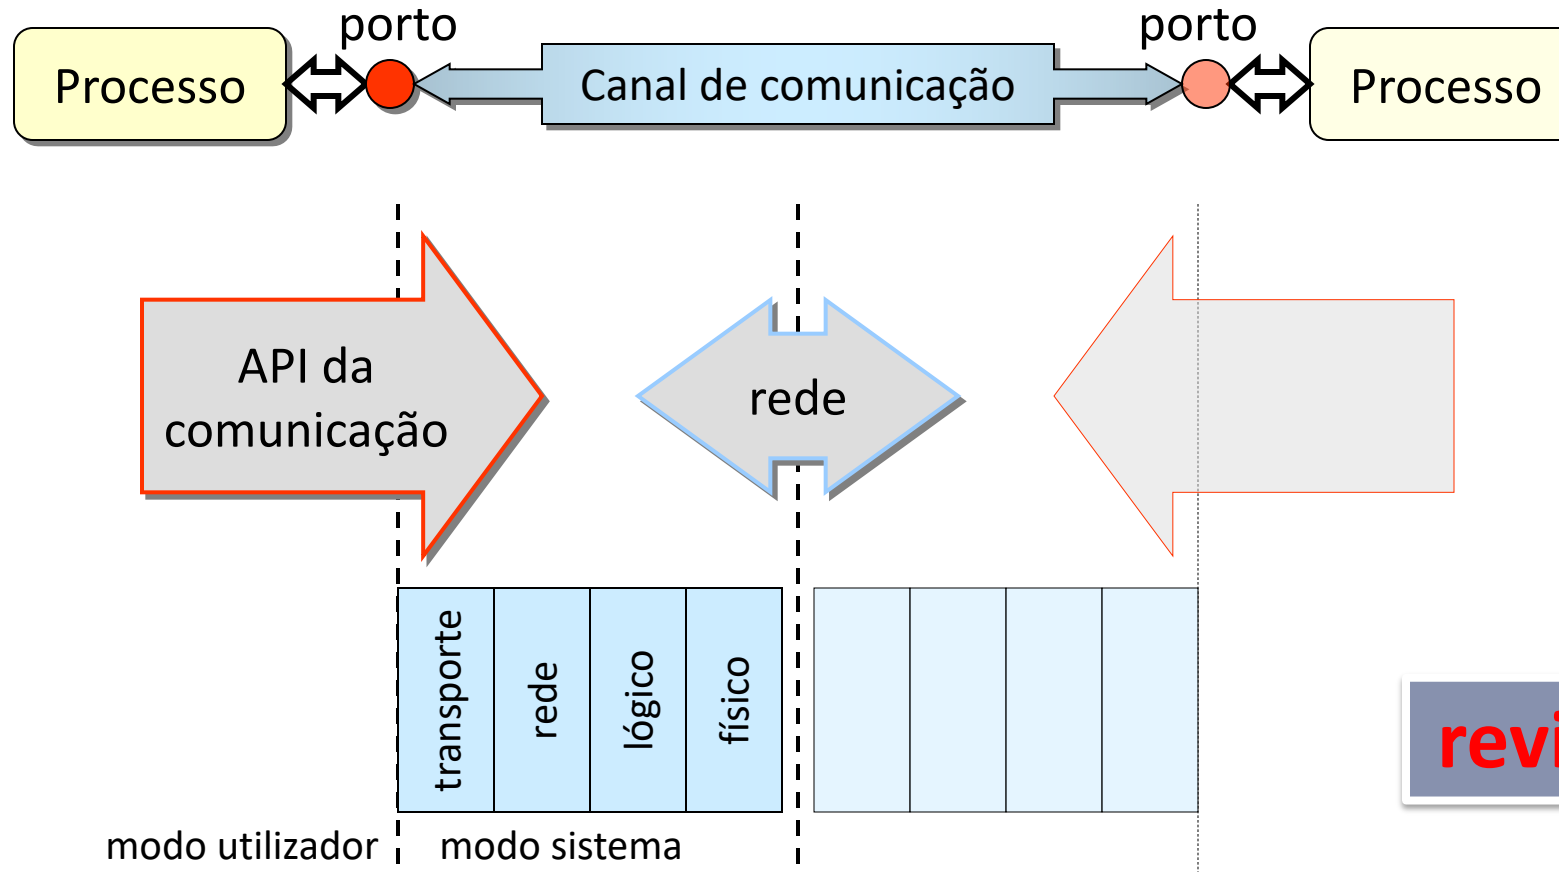 porto
porto
Processo
Canal de comunicação
Processo
API da
comunicação
rede
transporte
rede
lógico
físico
modo utilizador
modo sistema